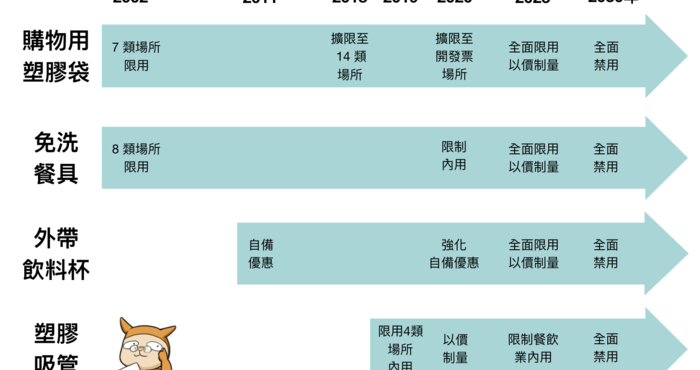 購物用
塑膠袋
7 類場所
限用
擴限至
14 類
場所
擴限至
開發票
場所
全面限用
以價制量
全面
禁用
免洗
餐具
8 類場所
限用
限制
內用
全面限用
以價制量
全面
禁用
外帶
飲料杯
自備
優惠
強化
自備優惠
全面限用
以價制量
全面
禁用
塑膠
吸管
限用4類
場所
內用
以價
制量
限制餐飲
業內用
全面
禁用